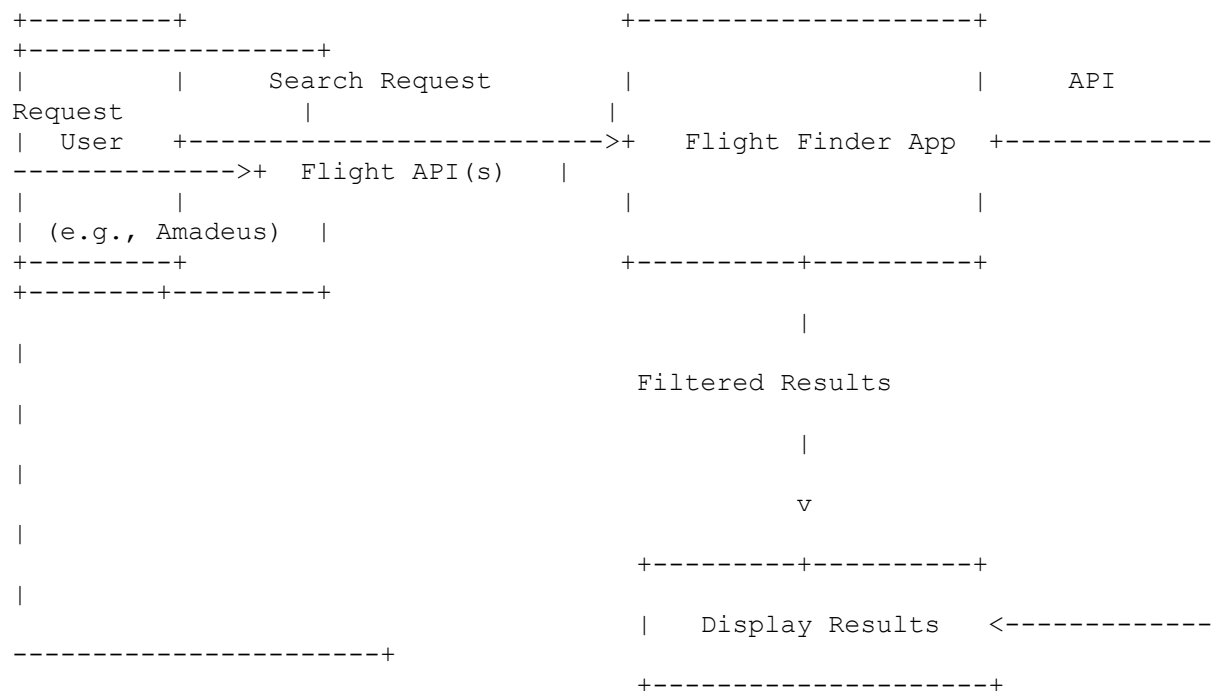 +---------+                           +---------------------+
+------------------+
|         |     Search Request        |                     |     API
Request           |                  |
|  User   +-------------------------->+   Flight Finder App  +-------------
-------------->+  Flight API(s)   |
|         |                           |                     |
| (e.g., Amadeus)  |
+---------+                           +----------+----------+
+--------+---------+
                                                 |
|
                                       Filtered Results
|
                                                 |
|
                                                 v
|
                                       +---------+----------+
|
                                       |   Display Results   <-------------
-----------------------+
                                       +---------------------+